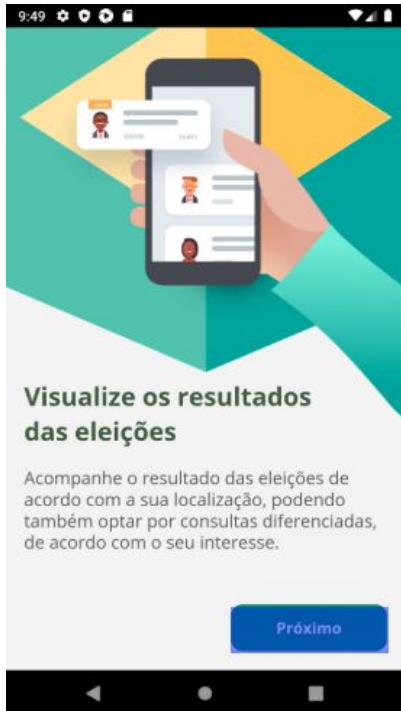 9:49
Visualize os resultados
das eleições
Acompanhe o resultado das eleições de
acordo com a sua localização, podendo
também optar por consultas diferenciadas,
de acordo com o seu interesse.
Próximo